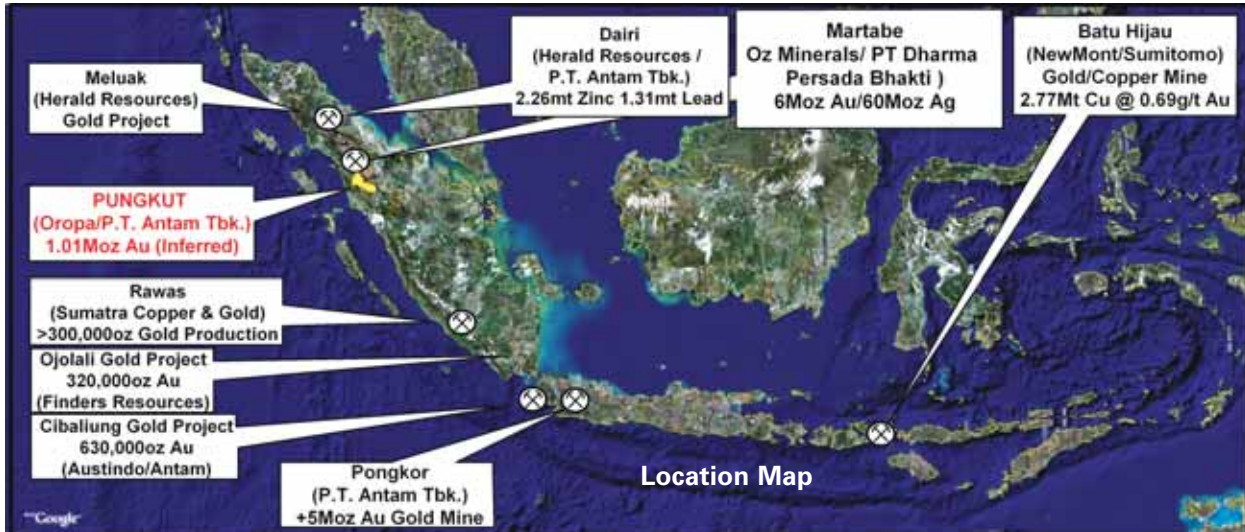 Meluak
(Herald Resources)
Gold Project
Dairi
(Herald Resources /
P.T. Antam Tbk.)
2.26mt Zinc 1.31mt Lead
Martabe
Oz Minerals/ PT Dharma
Persada Bhakti )
6Moz Au/60Moz Ag
Batu Hijau
(NewMont/Sumitomo)
Gold/Copper Mine
2.77Mt Cu @ 0.69g/t Au
PUNGKUT
(Oropa/P.T. Antam Tbk.)
1.01Moz Au (Inferred)
Rawas
(Sumatra Copper & Gold)
>300,000oz Gold Production
Ojolali Gold Project
320,000oz Au
(Finders Resources)
Cibaliung Gold Project
630,000oz Au
(Austindo/Antam)
Pongkor
(P.T. Antam Tbk.)
+5Moz Au Gold Mine
Location Map
Google